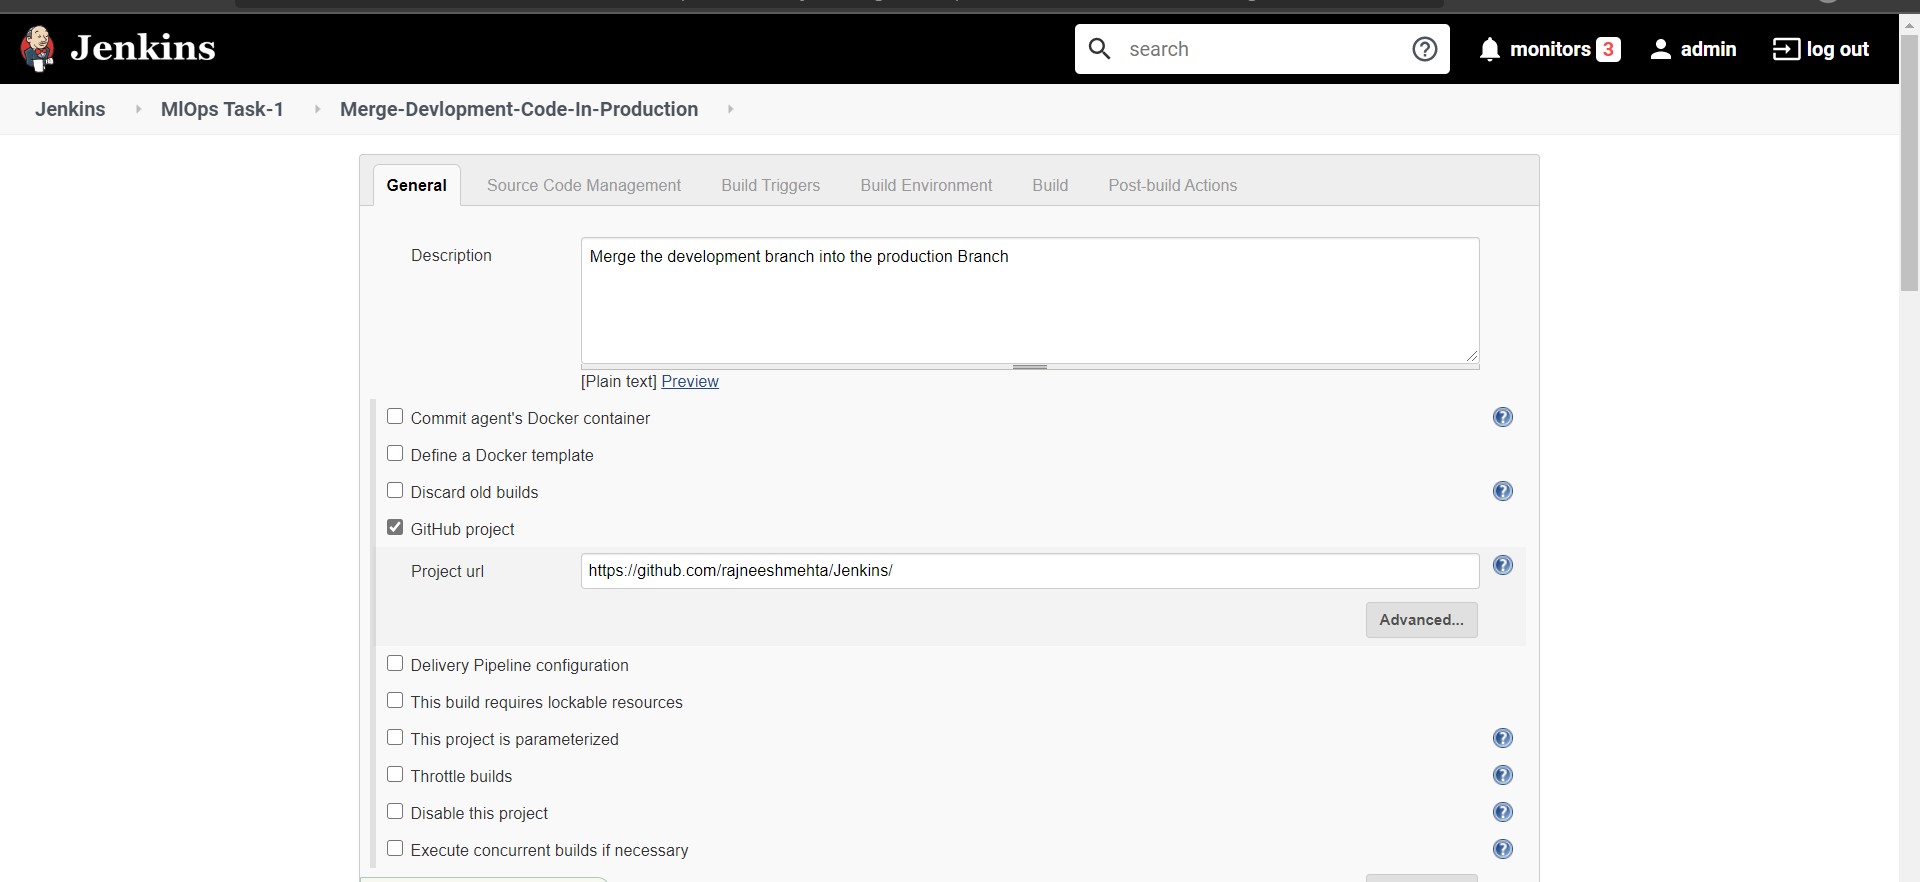 Jenkins
search
monitors 3
admin
log out
Jenkins
MlOps Task-1
Merge-Devlopment-Code-In-Production
General
Source Code Management
Build Triggers
Build Environment
Build
Post-build Actions
Description
Merge the development branch into the production Branch
[Plain text] Preview
Commit agent's Docker container
Define a Docker template
Discard old builds
GitHub project
Project url
https://github.com/rajneeshmehta/Jenkins/
Advanced...
Delivery Pipeline configuration
This build requires lockable resources
This project is parameterized
Throttle builds
Disable this project
Execute concurrent builds if necessary